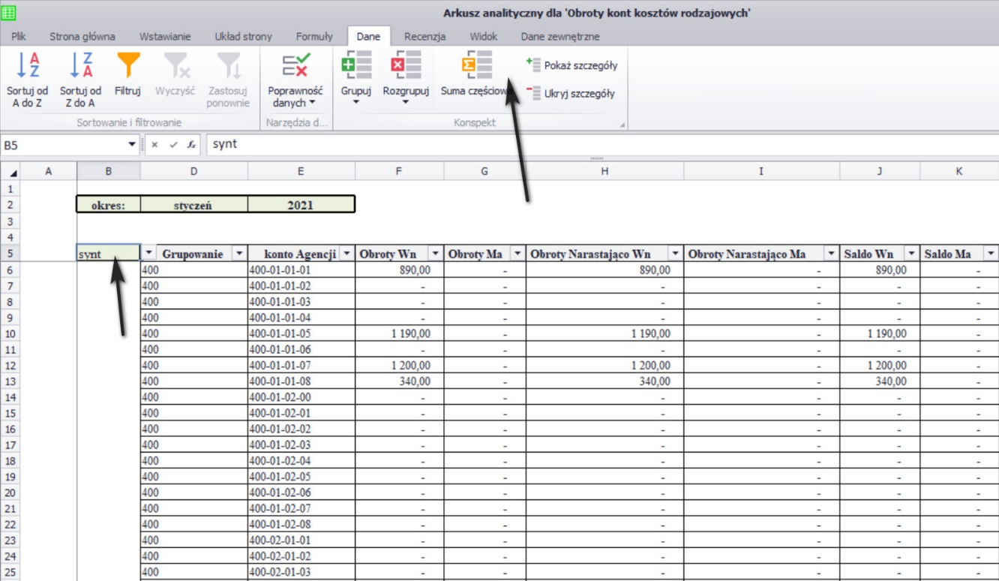 Arkusz analityczny dla 'Obroty kont kosztów rodzajowych'
Plik Strona główna Wstawianie Układ strony Formuły Dane Recenzja Widok Dane zewnętrzne
Sortuj od A do Z Sortuj od Z do A Filtruj Wyczyść Zastosuj ponownie Poprawność danych Grupuj Rozgrupuj Suma częściowa Pokaż szczegóły
Ukryj szczegóły
Sortowanie i filtrowanie Narzędzia d... Konspekt
B5 synt
A B D E F G H I J K
1
2 okres: styczeń 2021
3
4
5 synt Grupowanie konto Agencji Obroty Wn Obroty Ma Obroty Narastająco Wn Obroty Narastająco Ma Saldo Wn Saldo Ma
6 400 400-01-01-01 890,00 - 890,00 - 890,00 -
7 400 400-01-01-02 - - - - - -
8 400 400-01-01-03 - - - - - -
9 400 400-01-01-04 - - - - - -
10 400 400-01-01-05 1 190,00 - 1 190,00 - 1 190,00 -
11 400 400-01-01-06 - - - - - -
12 400 400-01-01-07 1 200,00 - 1 200,00 - 1 200,00 -
13 400 400-01-01-08 340,00 - 340,00 - 340,00 -
14 400 400-01-02-00 - - - - - -
15 400 400-01-02-01 - - - - - -
16 400 400-01-02-02 - - - - - -
17 400 400-01-02-03 - - - - - -
18 400 400-01-02-04 - - - - - -
19 400 400-01-02-05 - - - - - -
20 400 400-01-02-06 - - - - - -
21 400 400-01-02-07 - - - - - -
22 400 400-01-02-08 - - - - - -
23 400 400-02-01-01 - - - - - -
24 400 400-02-01-02 - - - - - -
25 400 400-02-01-03 - - - - - -